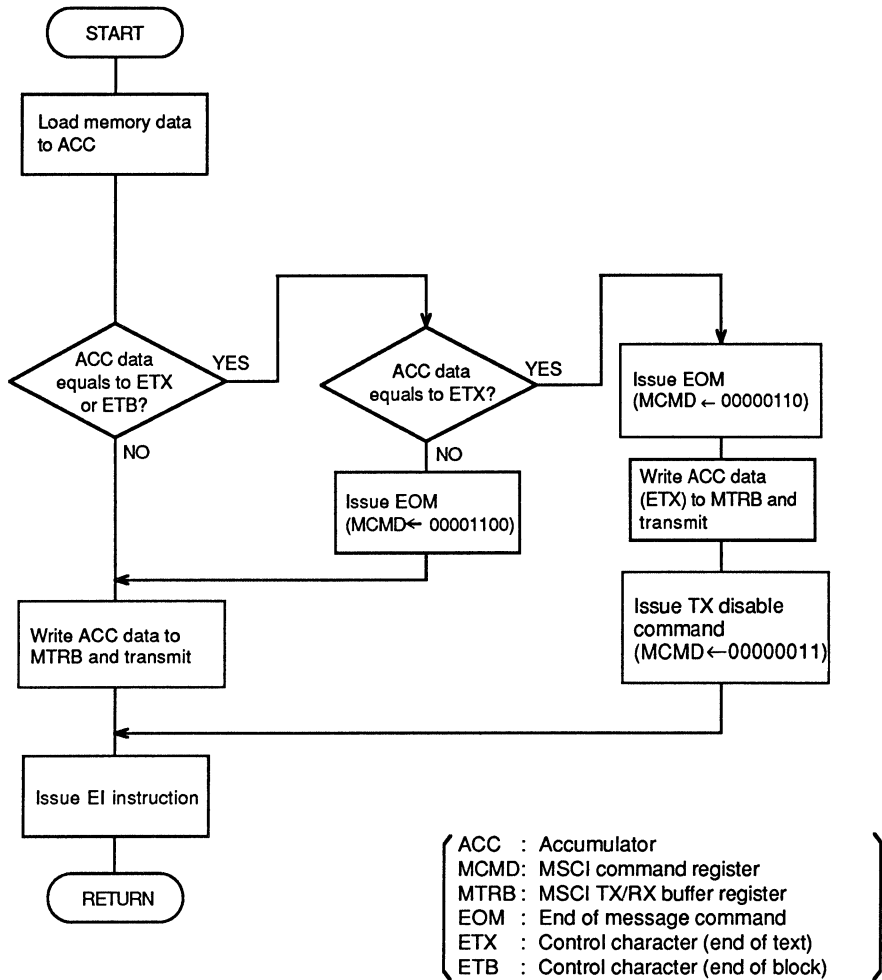 START
Load memory data
to ACC
ACC data
equals to ETX
or ETB?
YES
NO
ACC data
equals to ETX?
YES
NO
Issue EOM
(MCMD← 00001100)
Issue EOM
(MCMD ← 00000110)
Write ACC data
(ETX) to MTRB and
transmit
Issue TX disable
command
(MCMD←00000011)
Write ACC data to
MTRB and transmit
Issue EI instruction
RETURN
ACC : Accumulator
MCMD: MSCI command register
MTRB : MSCI TX/RX buffer register
EOM : End of message command
ETX : Control character (end of text)
ETB : Control character (end of block)